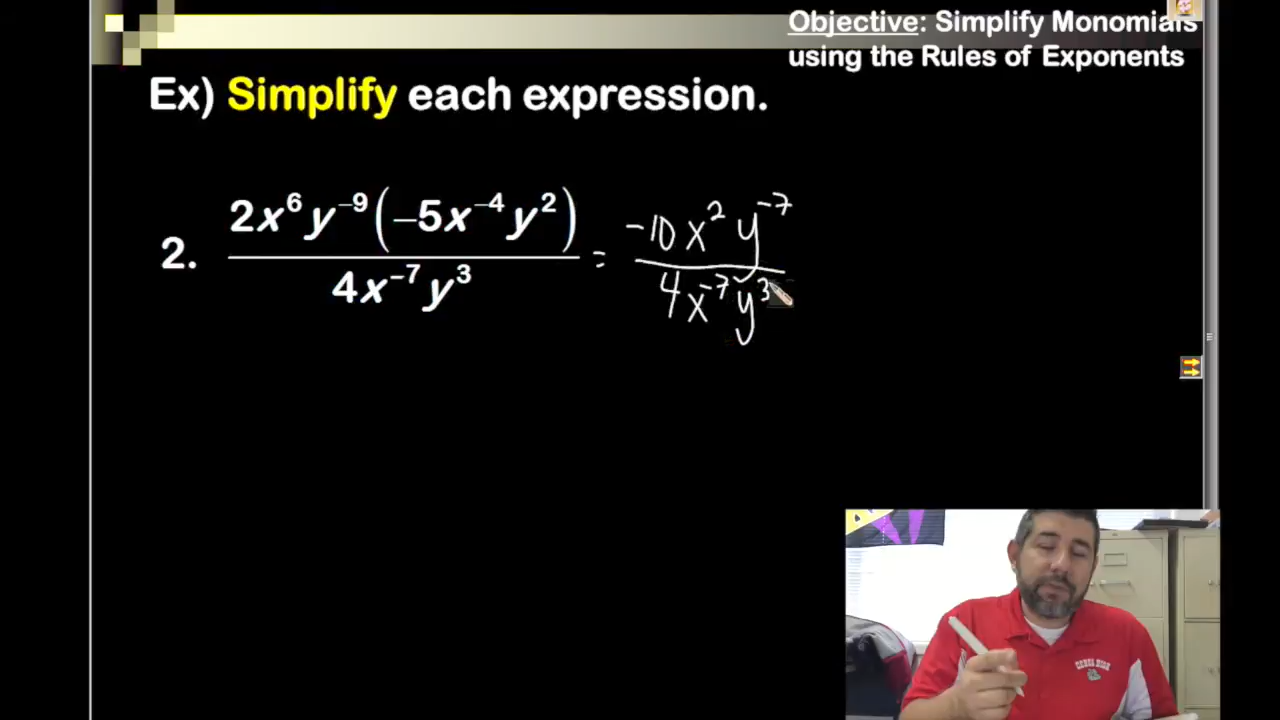 Objective: Simplify Monomials
using the Rules of Exponents
Ex) Simplify each expression.
2. 2x⁶y⁻⁹(−5x⁻⁴y²) / 4x⁻⁷y³ = −10x²y⁻⁷ / 4x⁻⁷y³